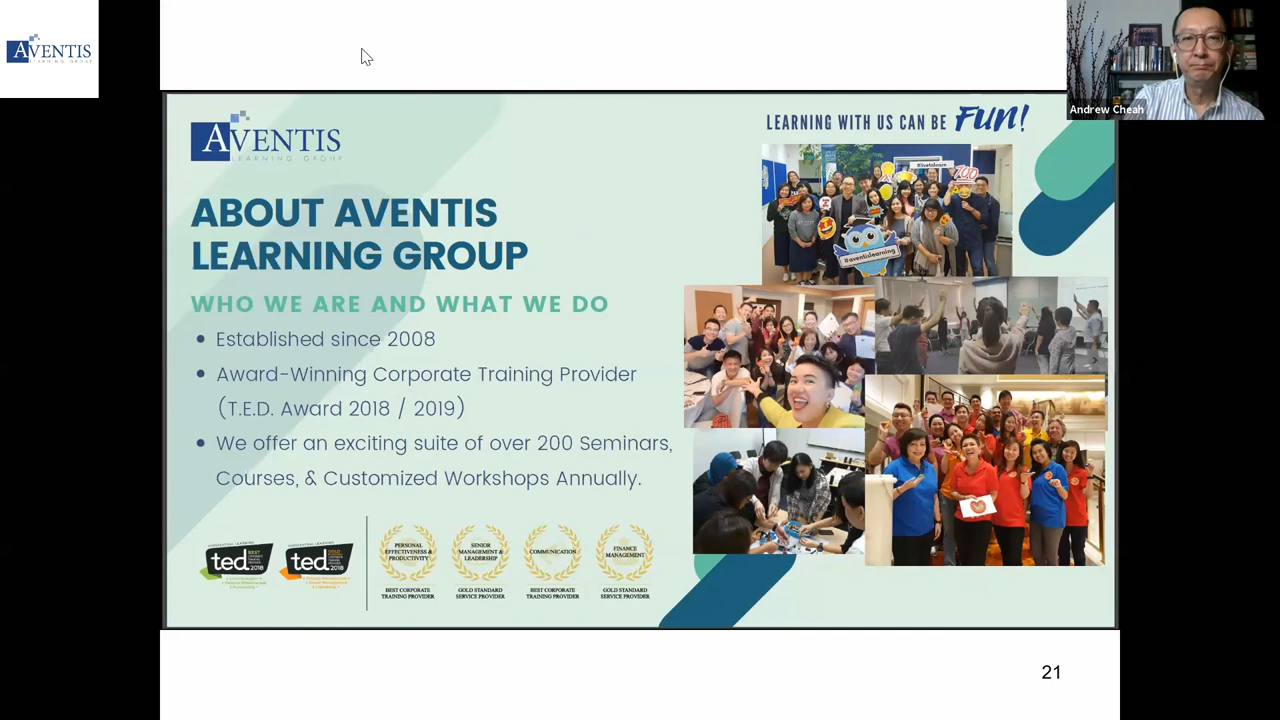 AVENTIS
LEARNING GROUP
Andrew Cheah
AVENTIS
LEARNING GROUP
LEARNING WITH US CAN BE FUN!
ABOUT AVENTIS
LEARNING GROUP
WHO WE ARE AND WHAT WE DO
• Established since 2008
• Award-Winning Corporate Training Provider
(T.E.D. Award 2018 / 2019)
• We offer an exciting suite of over 200 Seminars,
Courses, & Customized Workshops Annually.
#aventislearning
ted
2018
ted
2018
PERSONAL
EFFECTIVENESS &
PRODUCTIVITY
BEST CORPORATE
TRAINING PROVIDER
SENIOR
MANAGEMENT &
LEADERSHIP
GOLD STANDARD
SERVICE PROVIDER
COMMUNICATION
BEST CORPORATE
TRAINING PROVIDER
FINANCE
MANAGEMENT
GOLD STANDARD
SERVICE PROVIDER
21